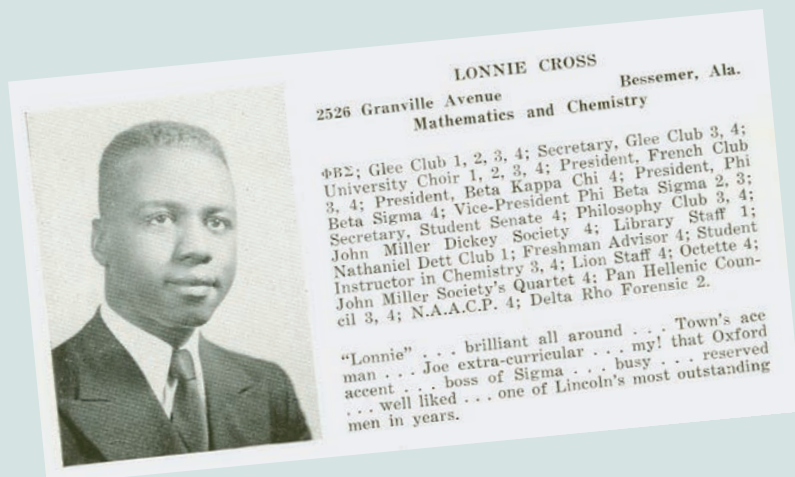 LONNIE CROSS
2526 Granville Avenue Bessemer, Ala.
Mathematics and Chemistry
ΦΒΣ; Glee Club 1, 2, 3, 4; Secretary, Glee Club 3, 4;
University Choir 1, 2, 3, 4; President, French Club
3, 4; President, Beta Kappa Chi 4; President, Phi
Beta Sigma 4; Vice-President Phi Beta Sigma 2, 3;
Secretary, Student Senate 4; Philosophy Club 3, 4;
John Miller Dickey Society 4; Library Staff 1;
Nathaniel Dett Club 1; Freshman Advisor 4; Student
Instructor in Chemistry 3, 4; Lion Staff 4; Octette 4;
John Miller Society's Quartet 4; Pan Hellenic Coun-
cil 3, 4; N.A.A.C.P. 4; Delta Rho Forensic 2.
"Lonnie" . . . brilliant all around . . . Town's ace
man . . . Joe extra-curricular . . . my! that Oxford
accent . . . boss of Sigma . . . busy . . . reserved
. . . well liked . . . one of Lincoln's most outstanding
men in years.